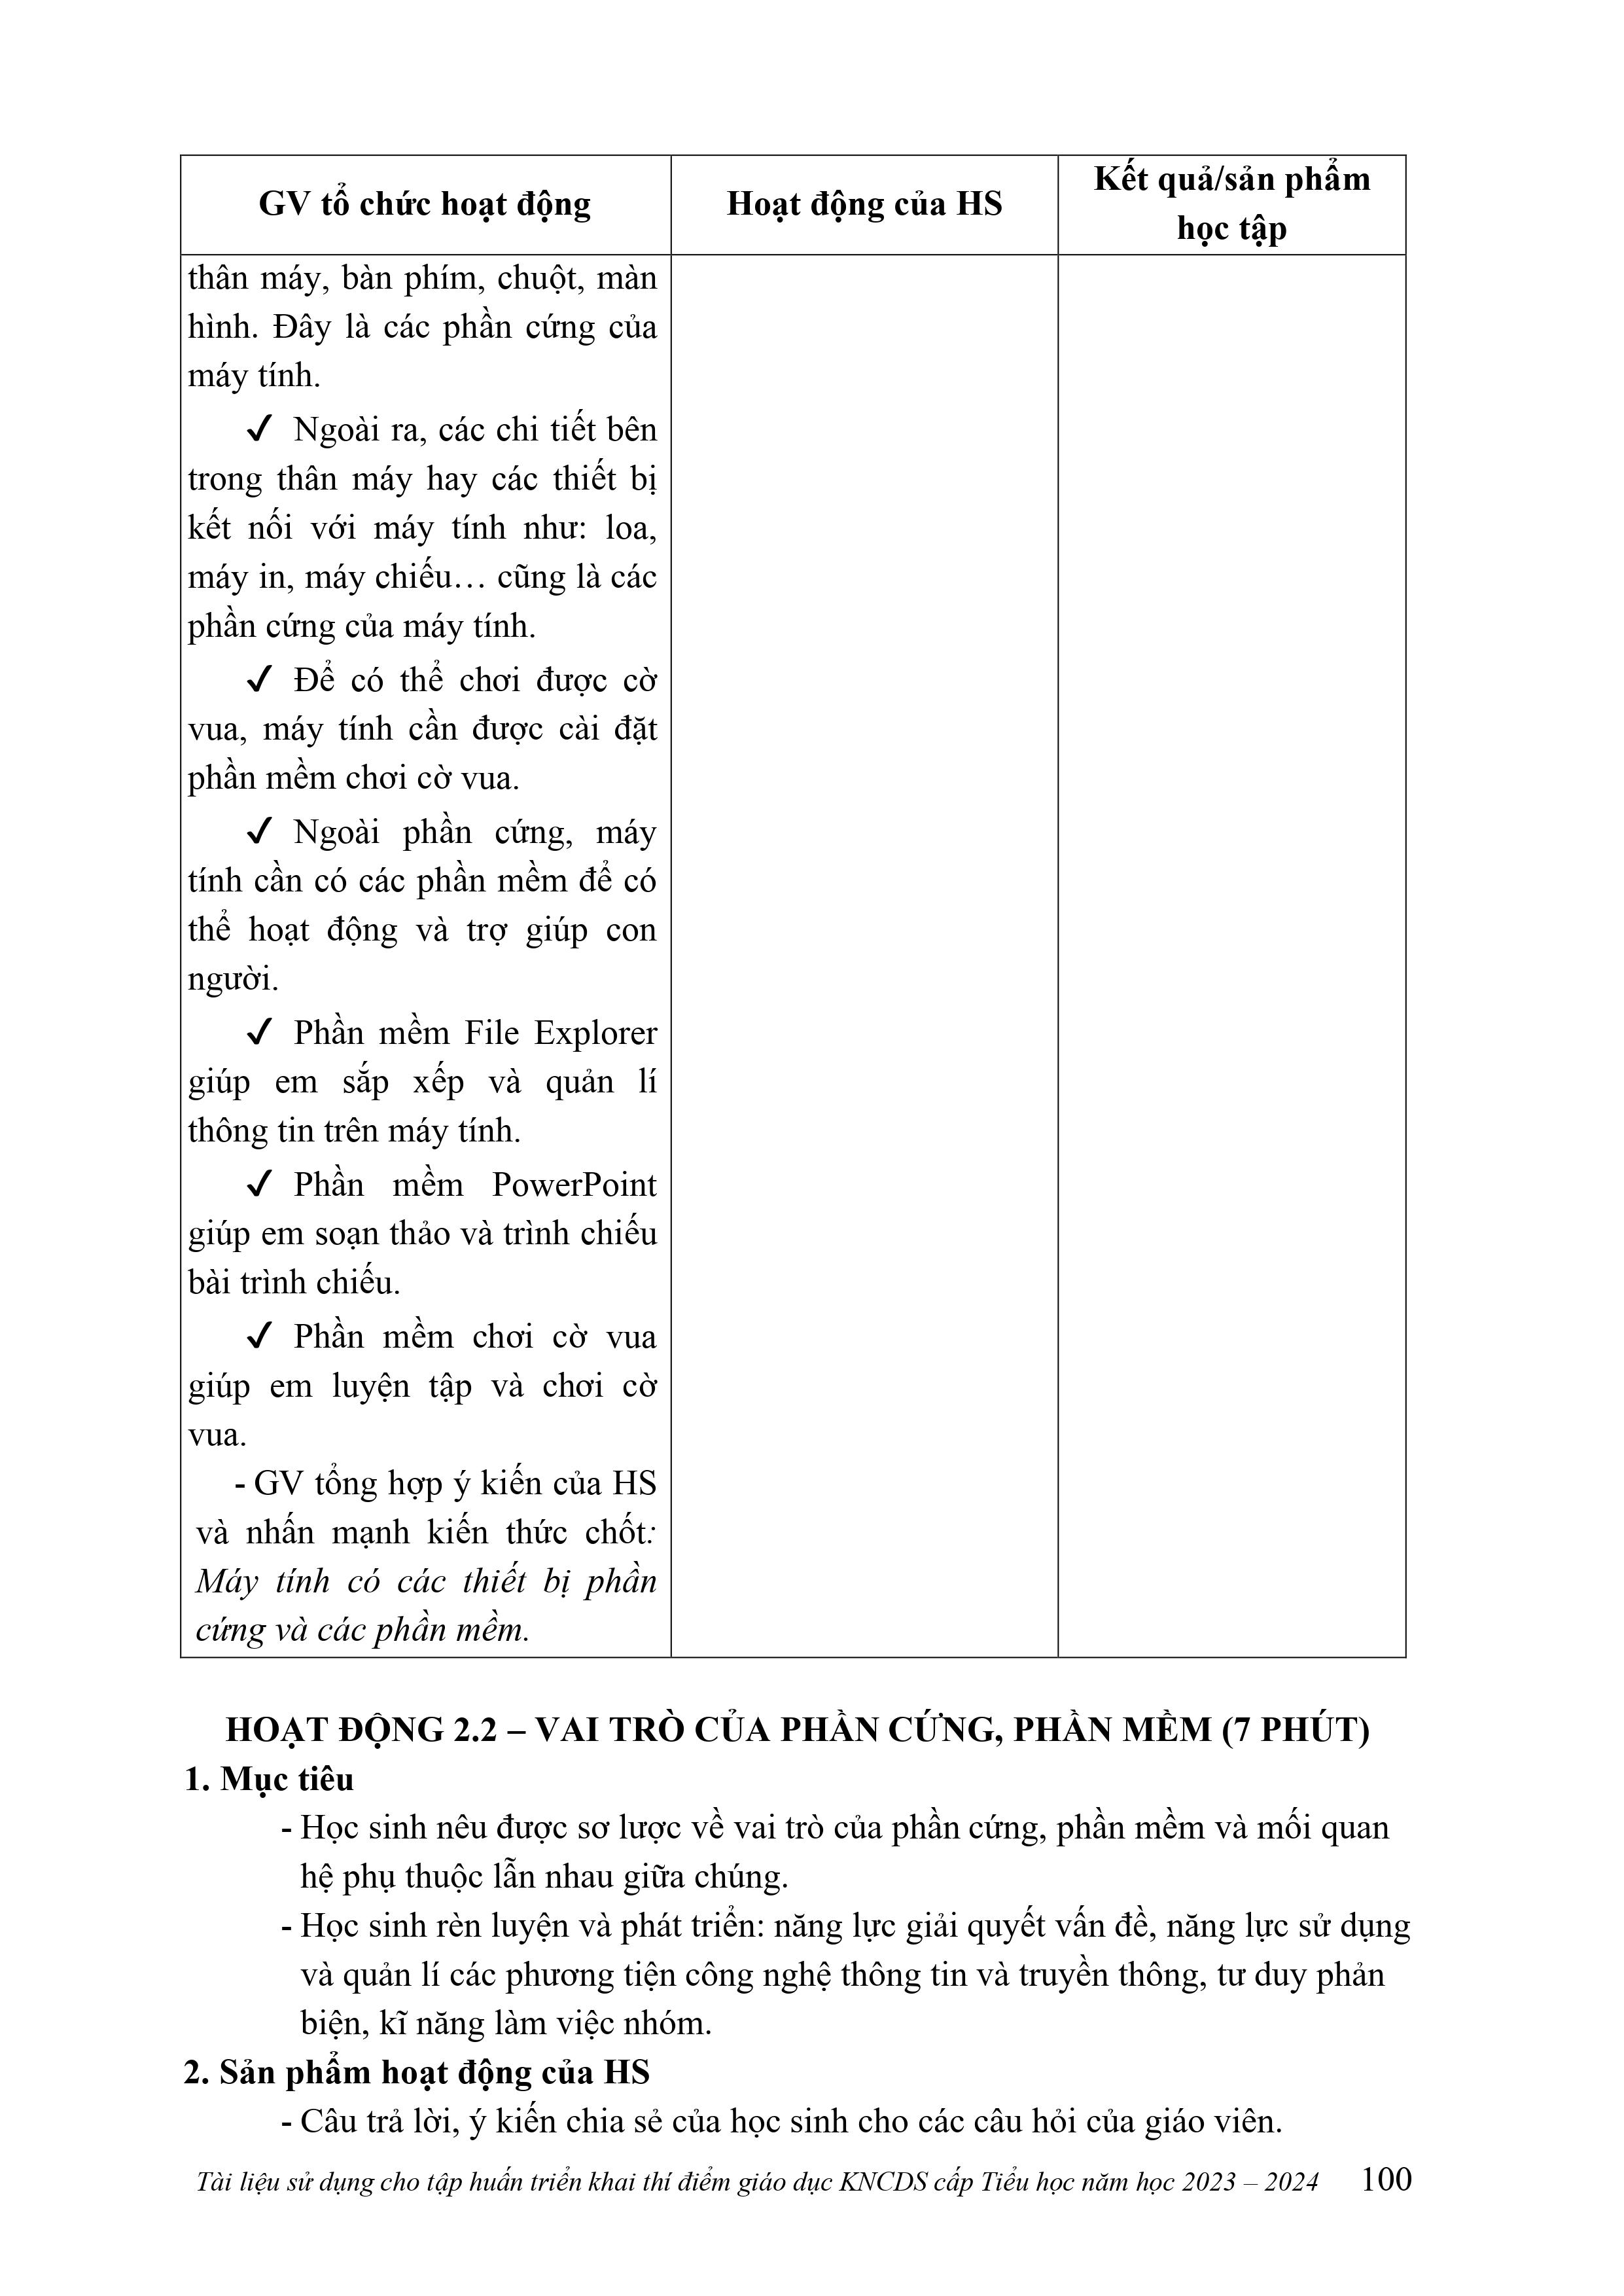 GV tổ chức hoạt động
Hoạt động của HS
Kết quả/sản phẩm
học tập
thân máy, bàn phím, chuột, màn
hình. Đây là các phần cứng của
máy tính.
✓ Ngoài ra, các chi tiết bên
trong thân máy hay các thiết bị
kết nối với máy tính như: loa,
máy in, máy chiếu… cũng là các
phần cứng của máy tính.
✓ Để có thể chơi được cờ
vua, máy tính cần được cài đặt
phần mềm chơi cờ vua.
✓ Ngoài phần cứng, máy
tính cần có các phần mềm để có
thể hoạt động và trợ giúp con
người.
✓ Phần mềm File Explorer
giúp em sắp xếp và quản lí
thông tin trên máy tính.
✓ Phần mềm PowerPoint
giúp em soạn thảo và trình chiếu
bài trình chiếu.
✓ Phần mềm chơi cờ vua
giúp em luyện tập và chơi cờ
vua.
- GV tổng hợp ý kiến của HS
và nhấn mạnh kiến thức chốt:
Máy tính có các thiết bị phần
cứng và các phần mềm.
HOẠT ĐỘNG 2.2 – VAI TRÒ CỦA PHẦN CỨNG, PHẦN MỀM (7 PHÚT)
1. Mục tiêu
- Học sinh nêu được sơ lược về vai trò của phần cứng, phần mềm và mối quan
hệ phụ thuộc lẫn nhau giữa chúng.
- Học sinh rèn luyện và phát triển: năng lực giải quyết vấn đề, năng lực sử dụng
và quản lí các phương tiện công nghệ thông tin và truyền thông, tư duy phản
biện, kĩ năng làm việc nhóm.
2. Sản phẩm hoạt động của HS
- Câu trả lời, ý kiến chia sẻ của học sinh cho các câu hỏi của giáo viên.
Tài liệu sử dụng cho tập huấn triển khai thí điểm giáo dục KNCDS cấp Tiểu học năm học 2023 – 2024 100